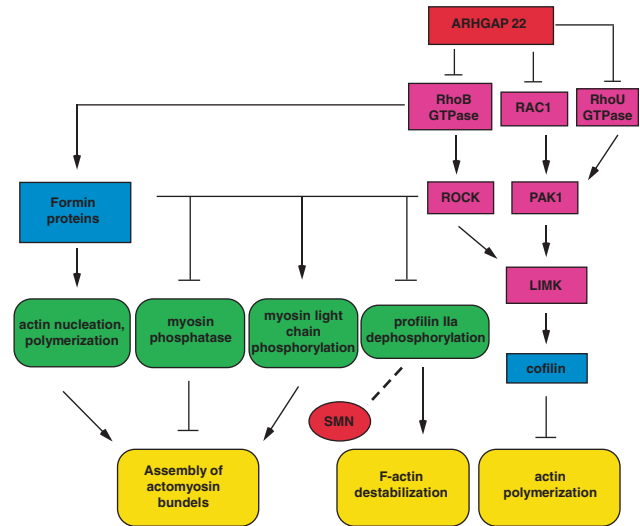 ARHGAP 22
RhoB
GTPase
RAC1
RhoU
GTPase
Formin
proteins
ROCK
PAK1
LIMK
actin nucleation,
polymerization
myosin
phosphatase
myosin light
chain
phosphorylation
profilin IIa
dephosphorylation
cofilin
SMN
Assembly of
actomyosin
bundels
F-actin
destabilization
actin
polymerization